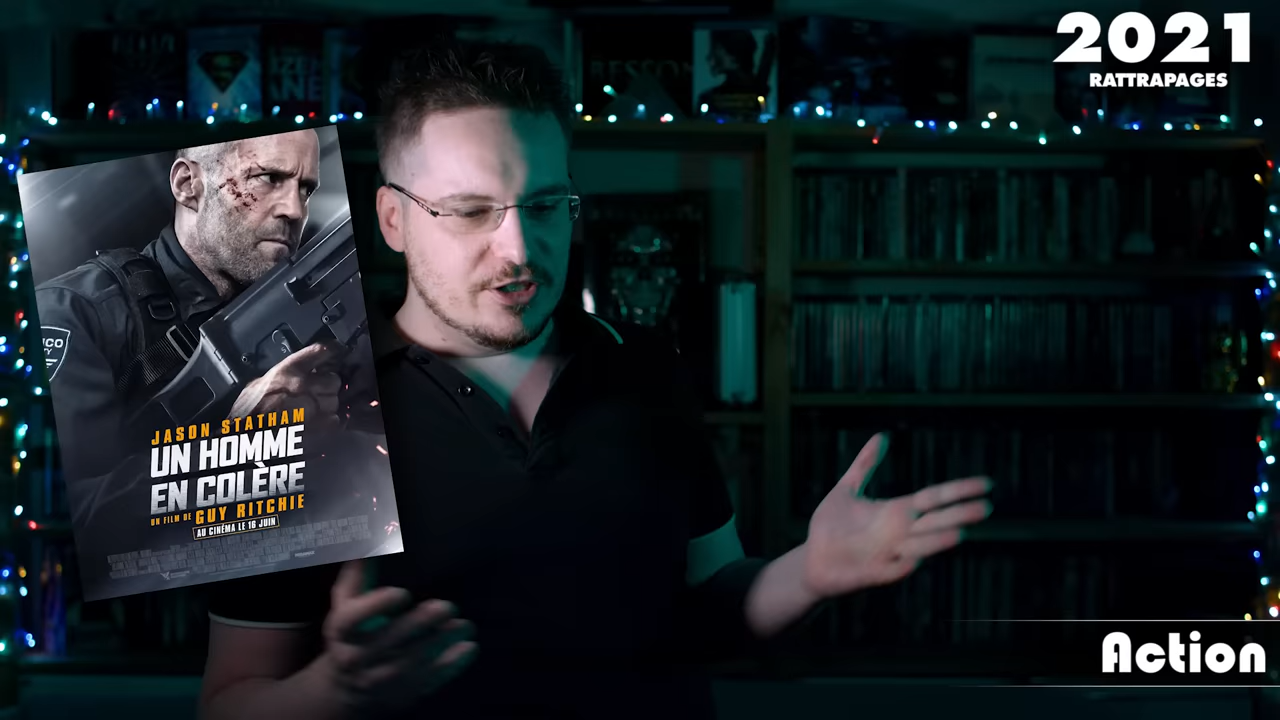 2021
RATTRAPAGES
JASON STATHAM
UN HOMME
EN COLÈRE
UN FILM DE GUY RITCHIE
AU CINÉMA LE 16 JUIN
Action